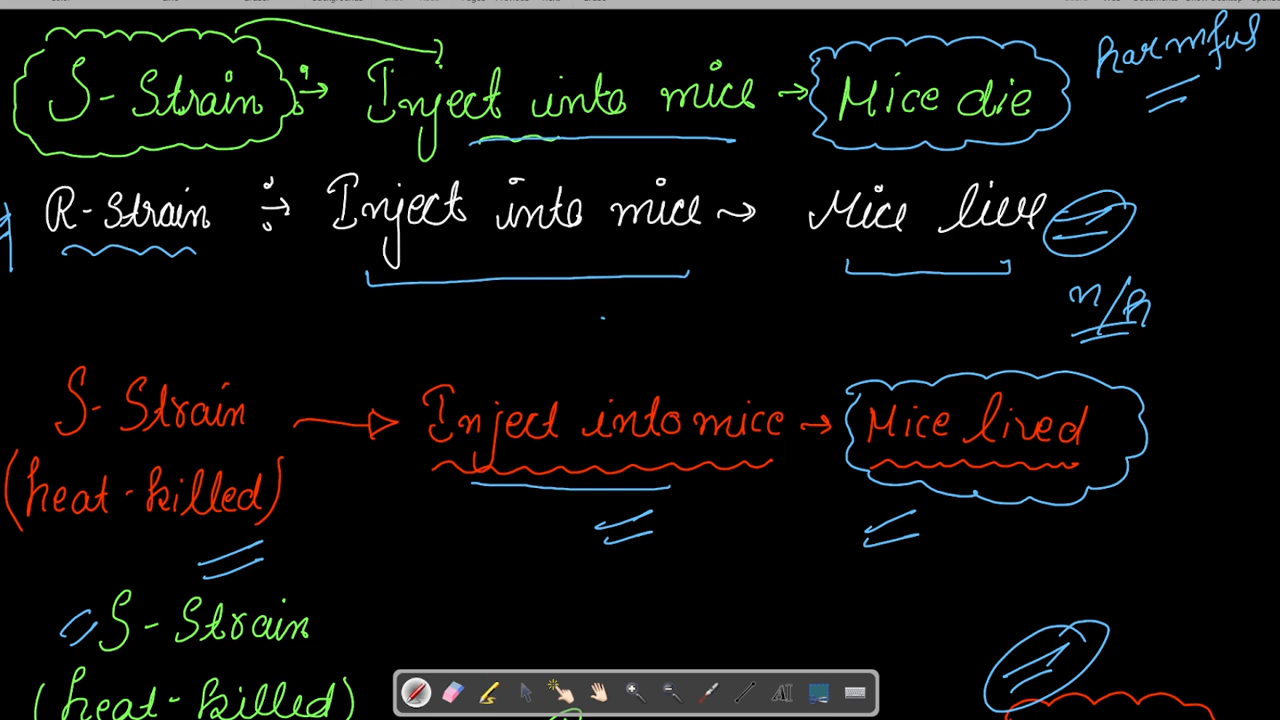 harmful
S-Strain → Inject into mice → Mice die
R-Strain → Inject into mice → Mice live
n/h
S-Strain → Inject into mice → Mice lived
(heat-killed)
S-Strain
(heat-killed)